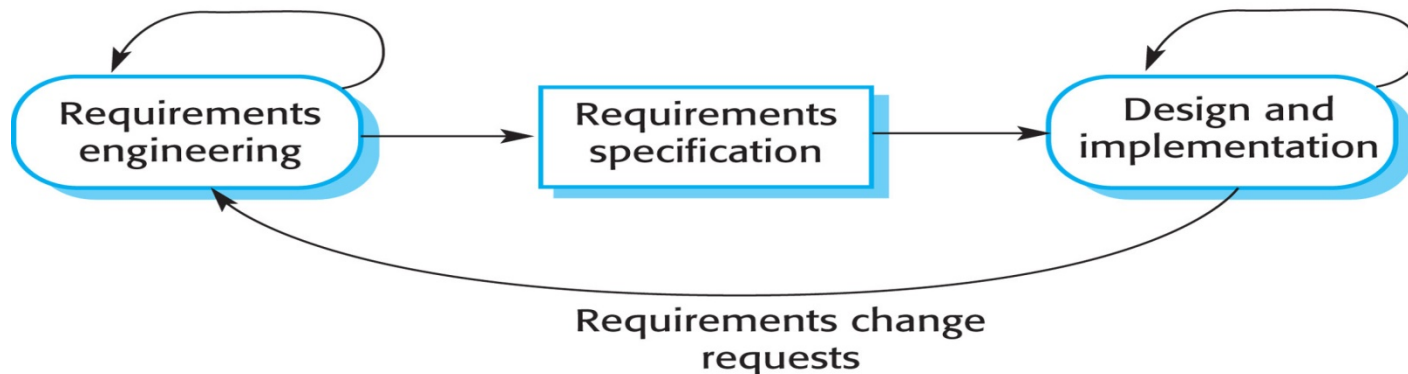 Requirements
engineering
Requirements
specification
Design and
implementation
Requirements change
requests